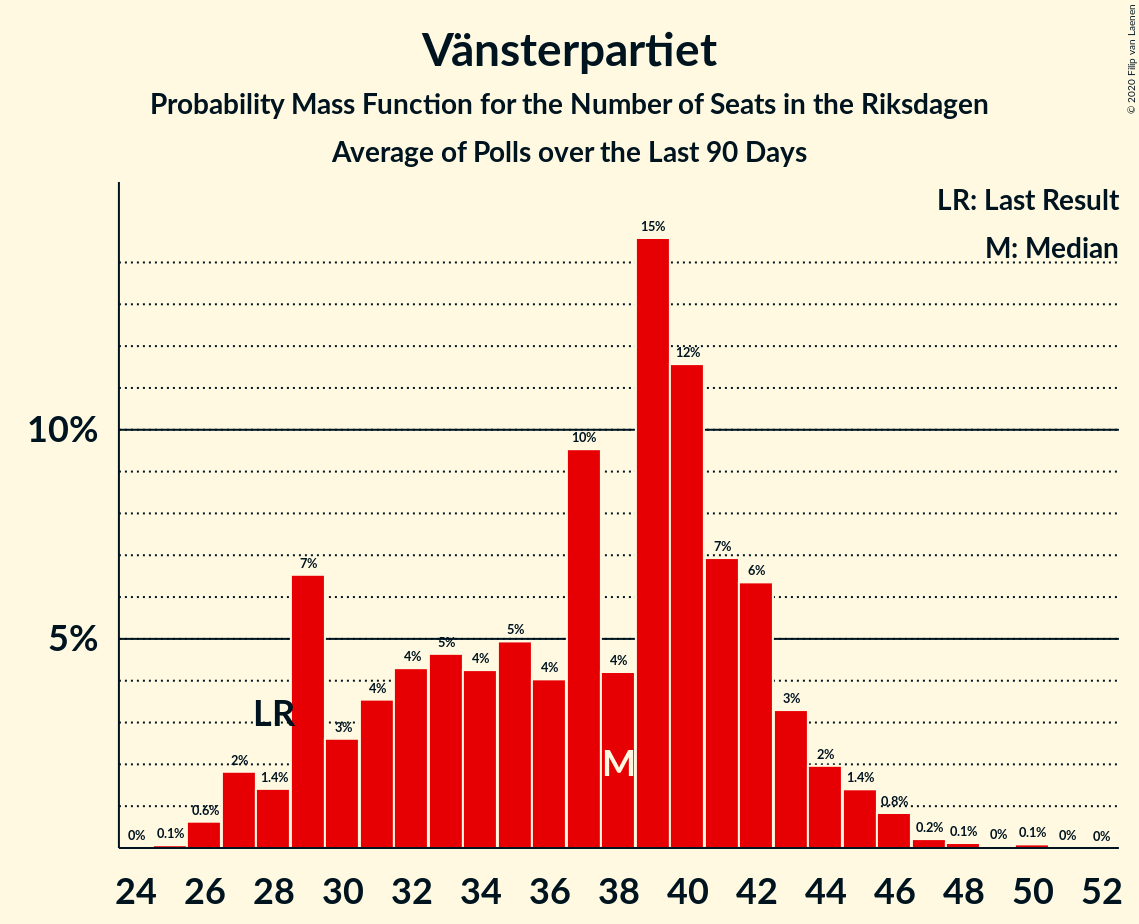 Vänsterpartiet
Probability Mass Function for the Number of Seats in the Riksdagen
Average of Polls over the Last 90 Days
© 2020 Filip van Laenen
LR: Last Result
M: Median
10%
5%
0% 0.1% 0.6% 2% 1.4% 7% 3% 4% 4% 5% 4% 5% 4% 10% 4% 15% 12% 7% 6% 3% 2% 1.4% 0.8% 0.2% 0.1% 0% 0.1% 0% 0%
LR
M
24 26 28 30 32 34 36 38 40 42 44 46 48 50 52